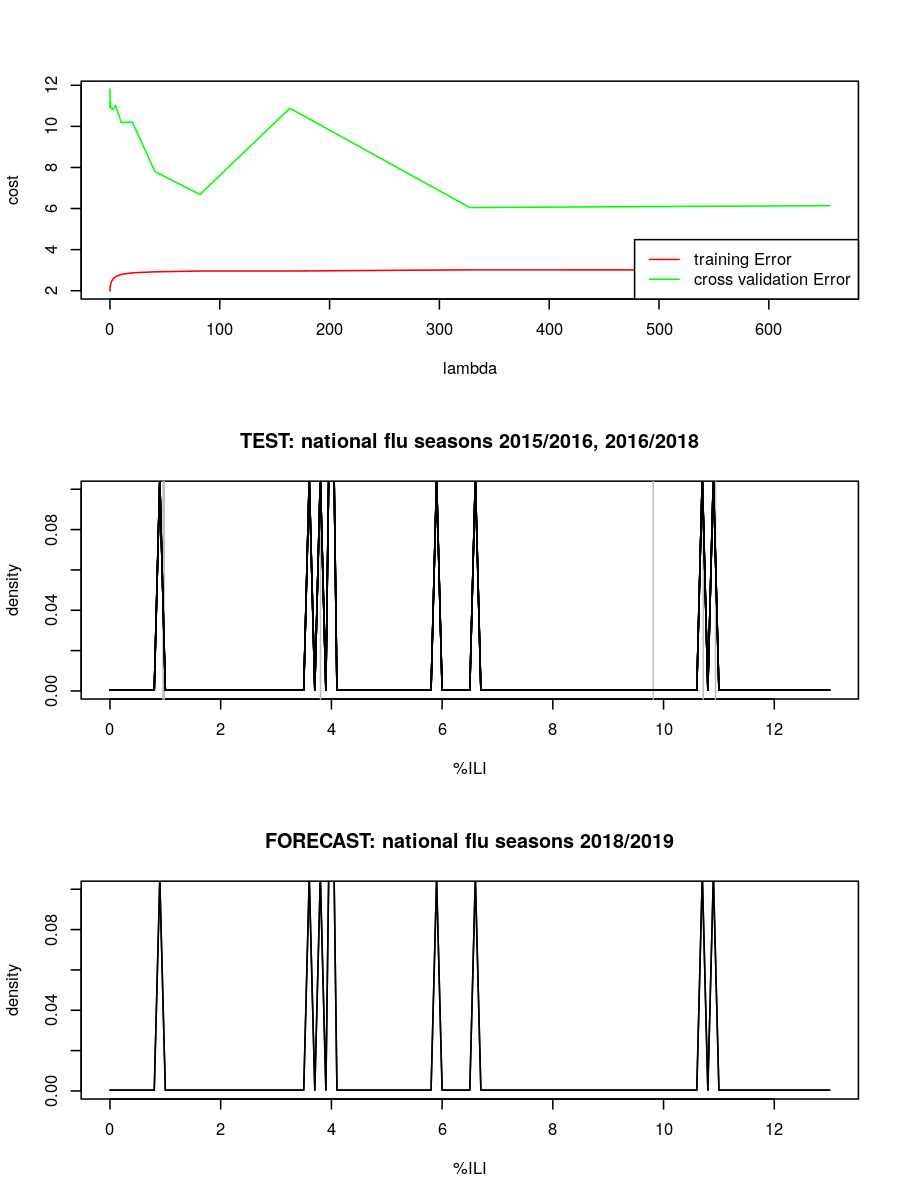 cost
12
10
8
6
4
2
training Error
cross validation Error
0 100 200 300 400 500 600
lambda
TEST: national flu seasons 2015/2016, 2016/2018
density
0.08
0.04
0.00
0 2 4 6 8 10 12
%ILI
FORECAST: national flu seasons 2018/2019
density
0.08
0.04
0.00
0 2 4 6 8 10 12
%ILI